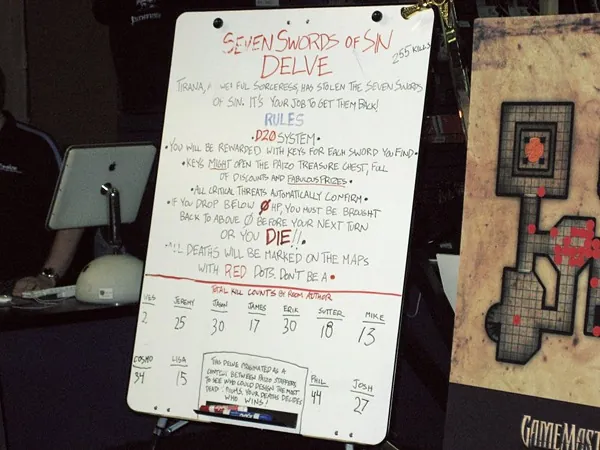 SEVEN SWORDS OF SIN
DELVE
255 KILLS
TIRANA, FUL SORCERESS, HAS STOLEN THE SEVEN SWORDS
OF SIN. IT'S YOUR JOB TO GET THEM BACK!
RULES
• D20 SYSTEM •
• YOU WILL BE REWARDED WITH KEYS FOR EACH SWORD YOU FIND •
• KEYS MIGHT OPEN THE PAIZO TREASURE CHEST, FULL
OF DISCOUNTS AND FABULOUS PRIZES •
• ALL CRITICAL THREATS AUTOMATICALLY CONFIRM •
• IF YOU DROP BELOW 0 HP, YOU MUST BE BROUGHT
BACK TO ABOVE 0 BEFORE YOUR NEXT TURN
OR YOU DIE!!
• ALL DEATHS WILL BE MARKED ON THE MAPS
WITH RED DOTS. DON'T BE A •
TOTAL KILL COUNTS BY ROOM AUTHOR
WES JEREMY JASON JAMES ERIK SUTTER MIKE
2 25 30 17 30 18 13
COSMO LISA PHIL JOSH
34 15 44 27
THIS DELVE ORIGINATED AS A
CONTEST BETWEEN PAIZO STAFFERS
TO SEE WHO COULD DESIGN THE MOST
DEADLY ROOMS. YOUR DEATHS DECIDES
WHO WINS!
GAMEMAST